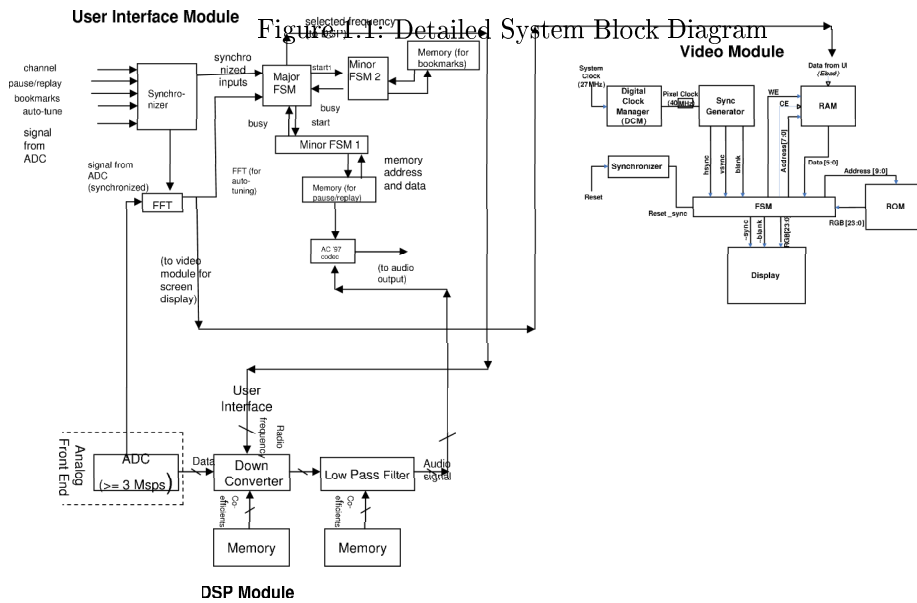 Figure 1.1: Detailed System Block Diagram
User Interface Module
selected frequency
channel
pause/replay
bookmarks
auto-tune
signal
from
ADC
Synchro-
nizer
synchro
nized
inputs
Major
FSM
start
busy
Minor
FSM 2
Memory (for
bookmarks)
busy
start
Minor FSM 1
Memory (for
pause/replay)
memory
address
and data
AC '97
codec
(to audio
output)
signal from
ADC
(synchronized)
FFT
FFT (for
auto-
tuning)
(to video
module for
screen
display)
Video Module
System
Clock
(27MHz)
Digital
Clock
Manager
(DCM)
Pixel Clock
(40MHz)
Sync
Generator
WE
CE
Address[7:0]
Data from UI
RAM
Data [5:0]
Address [9:0]
ROM
RGB [23:0]
Synchronizer
Reset
Reset_sync
hsync
vsync
blank
FSM
~sync
~blank
RGB[23:0]
Display
User
Interface
Radio
frequency
Analog
Front End
ADC
(>= 3 Msps)
Data
Down
Converter
Low Pass Filter
Audio
signal
Co-
efficients
Co-
efficients
Memory
Memory
DSP Module